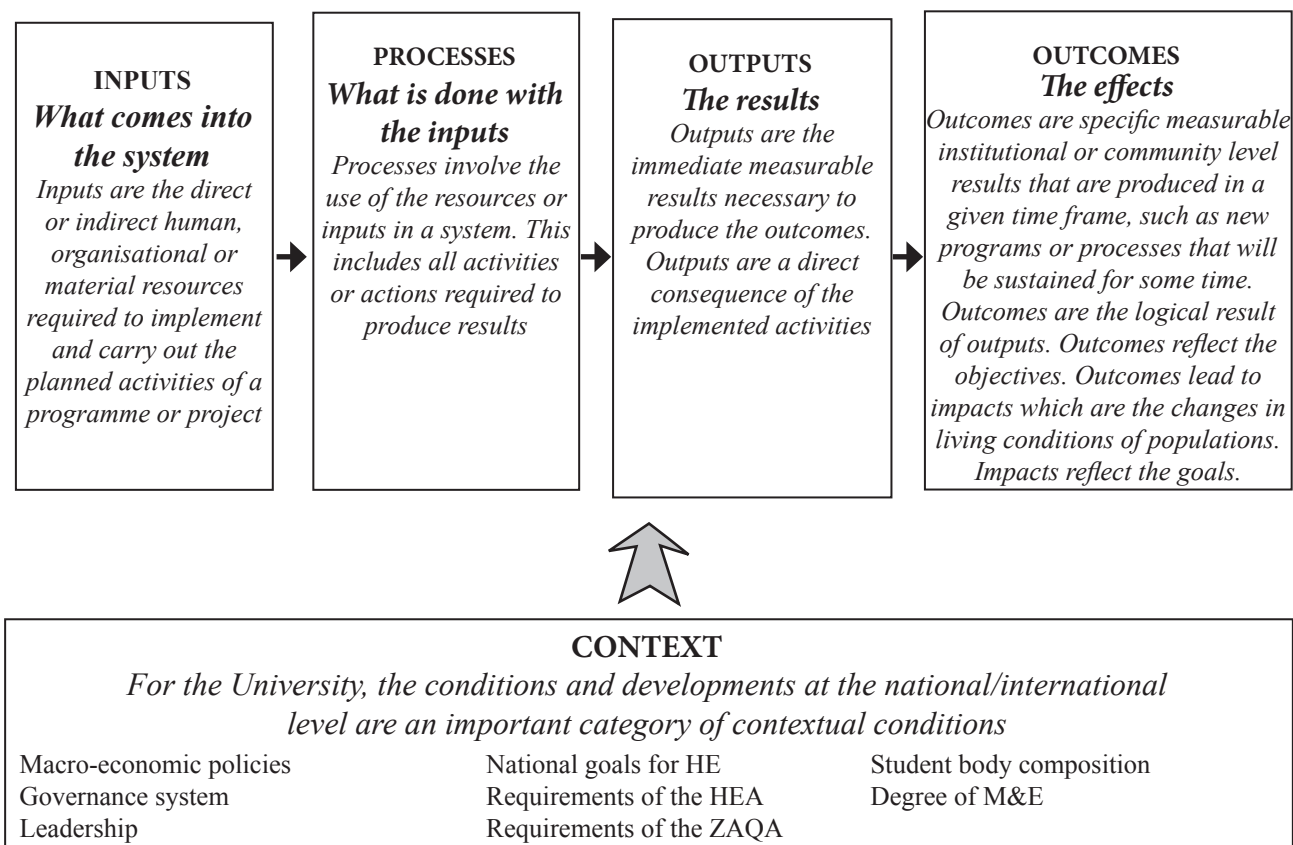 INPUTS
What comes into
the system
Inputs are the direct
or indirect human,
organisational or
material resources
required to implement
and carry out the
planned activities of a
programme or project
PROCESSES
What is done with
the inputs
Processes involve the
use of the resources or
inputs in a system. This
includes all activities
or actions required to
produce results
OUTPUTS
The results
Outputs are the
immediate measurable
results necessary to
produce the outcomes.
Outputs are a direct
consequence of the
implemented activities
OUTCOMES
The effects
Outcomes are specific measurable
institutional or community level
results that are produced in a
given time frame, such as new
programs or processes that will
be sustained for some time.
Outcomes are the logical result
of outputs. Outcomes reflect the
objectives. Outcomes lead to
impacts which are the changes in
living conditions of populations.
Impacts reflect the goals.
CONTEXT
For the University, the conditions and developments at the national/international
level are an important category of contextual conditions
Macro-economic policies
Governance system
Leadership
National goals for HE
Requirements of the HEA
Requirements of the ZAQA
Student body composition
Degree of M&E